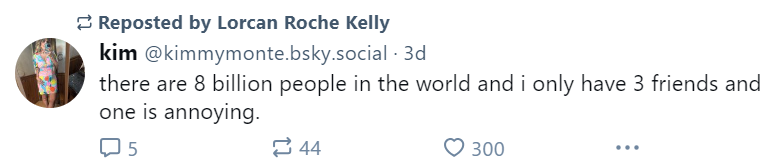 Reposted by Lorcan Roche Kelly
kim @kimmymonte.bsky.social · 3d
there are 8 billion people in the world and i only have 3 friends and
one is annoying.
5 44 300